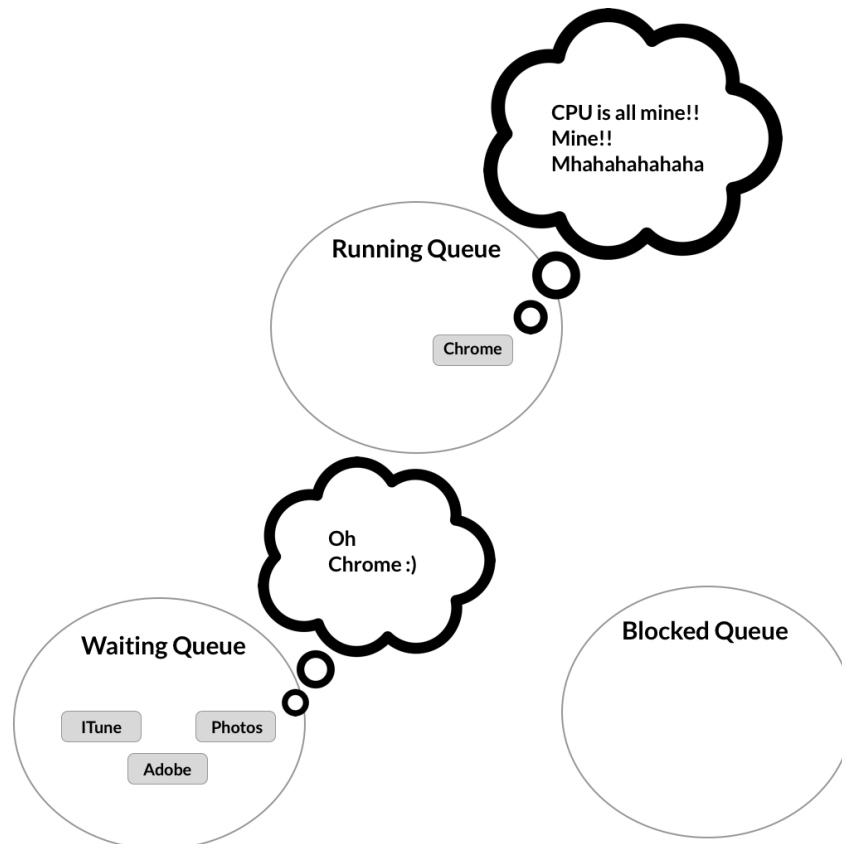 CPU is all mine!!
Mine!!
Mhahahahahaha
Running Queue
Chrome
Oh
Chrome :)
Waiting Queue
Blocked Queue
ITune
Photos
Adobe